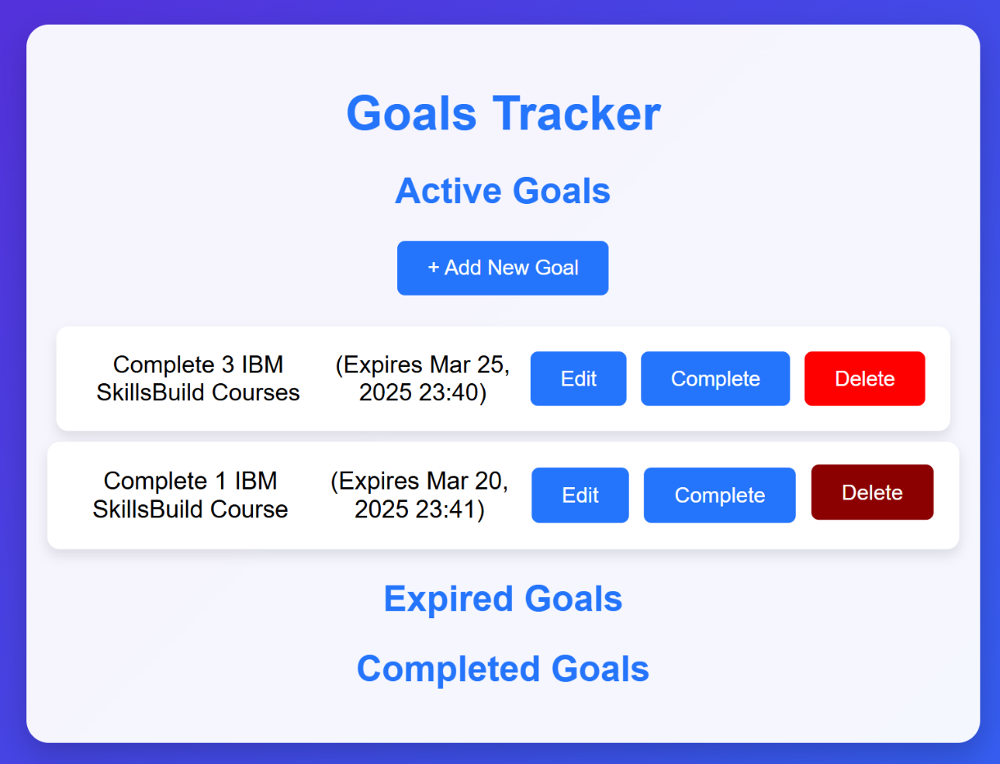 Goals Tracker
Active Goals
+ Add New Goal
Complete 3 IBM
SkillsBuild Courses
(Expires Mar 25,
2025 23:40)
Edit
Complete
Delete
Complete 1 IBM
SkillsBuild Course
(Expires Mar 20,
2025 23:41)
Edit
Complete
Delete
Expired Goals
Completed Goals